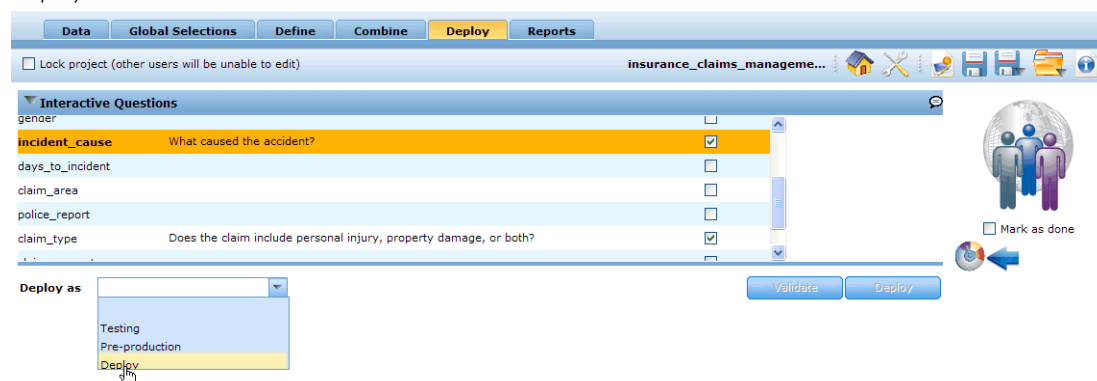 Data Global Selections Define Combine Deploy Reports
Lock project (other users will be unable to edit) insurance_claims_manageme...
Interactive Questions
gender
incident_cause What caused the accident?
days_to_incident
claim_area
police_report
claim_type Does the claim include personal injury, property damage, or both?
Mark as done
Deploy as Validate Deploy
Testing
Pre-production
Deploy